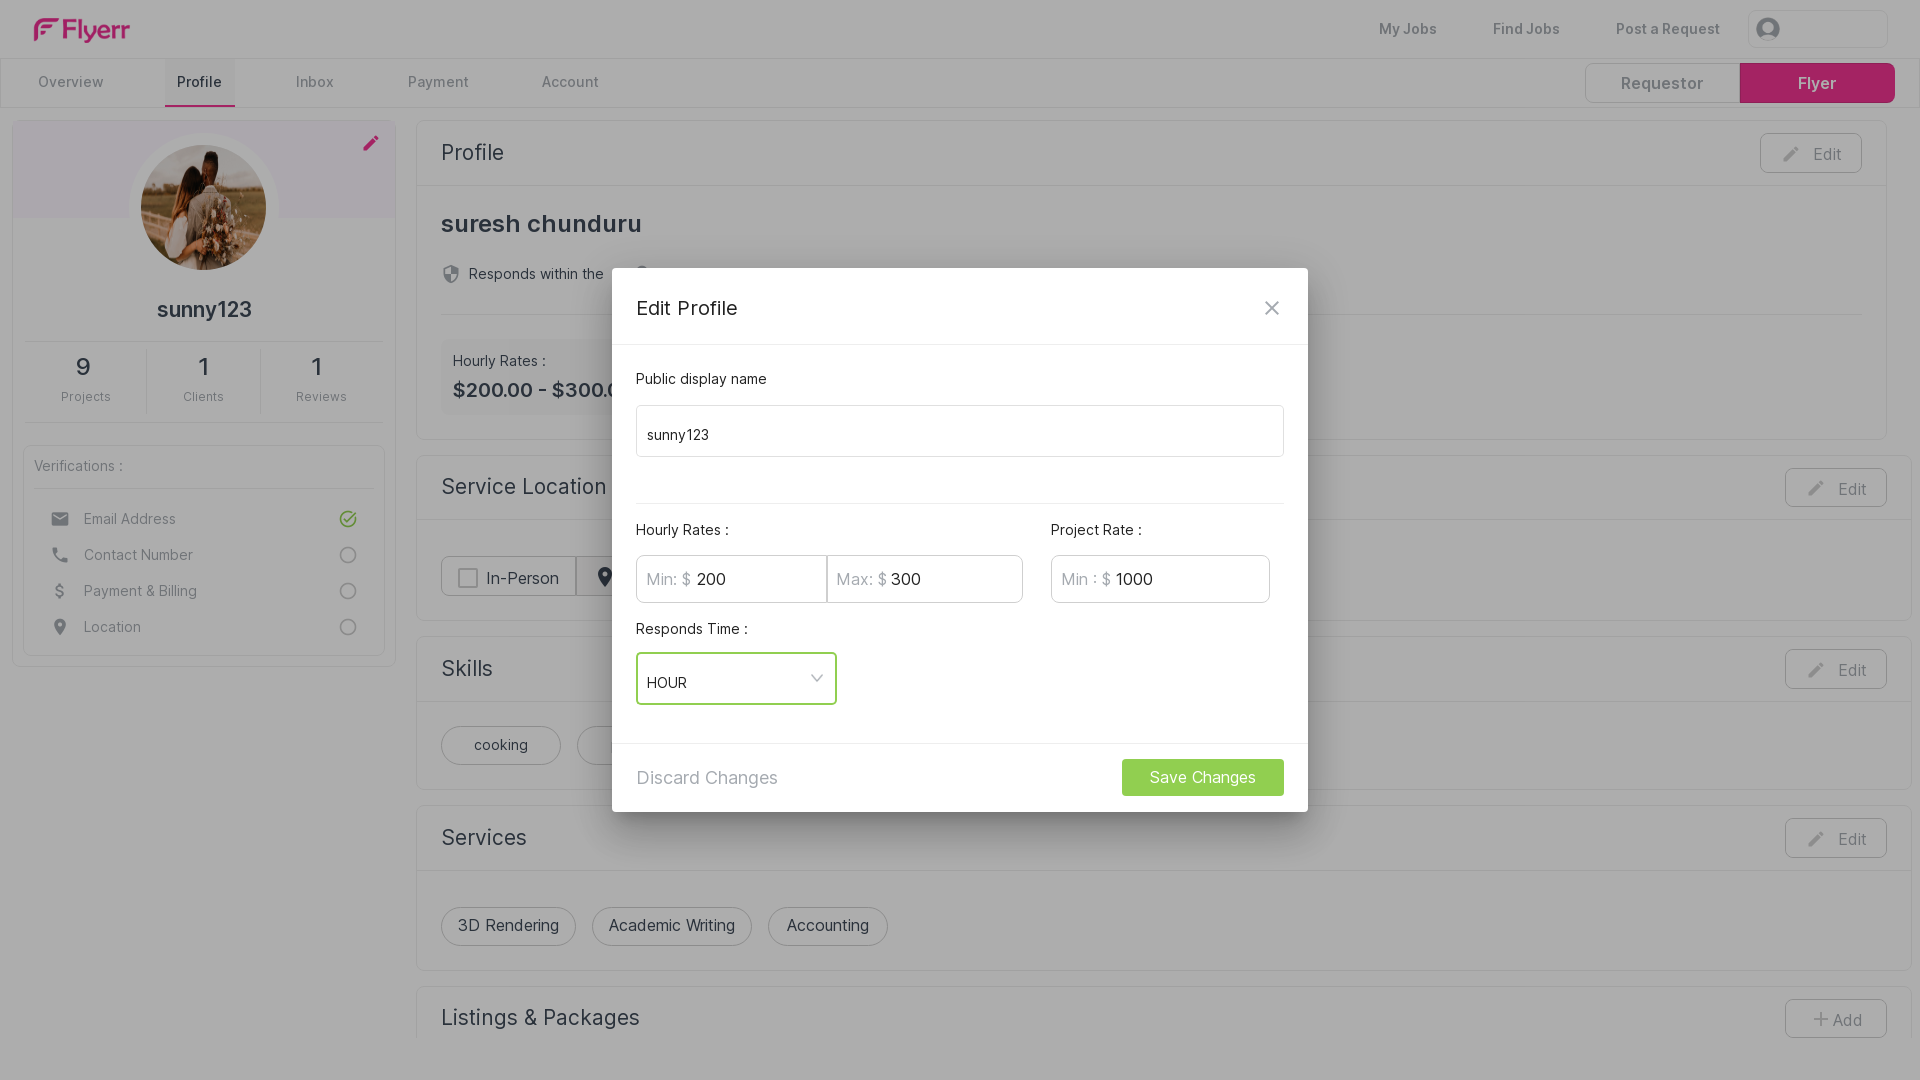 Flyerr
My Jobs
Find Jobs
Post a Request
Overview
Profile
Inbox
Payment
Account
Requestor
Flyer
sunny123
9
Projects
1
Clients
1
Reviews
Verifications :
Email Address
Contact Number
Payment & Billing
Location
Profile
Edit
suresh chunduru
Responds within the
Hourly Rates :
$200.00 - $300.0
Service Location
Edit
In-Person
Skills
Edit
cooking
Services
Edit
3D Rendering
Academic Writing
Accounting
Listings & Packages
Add
Edit Profile
Public display name
sunny123
Hourly Rates :
Project Rate :
Min: $ 200
Max: $ 300
Min : $ 1000
Responds Time :
HOUR
Discard Changes
Save Changes